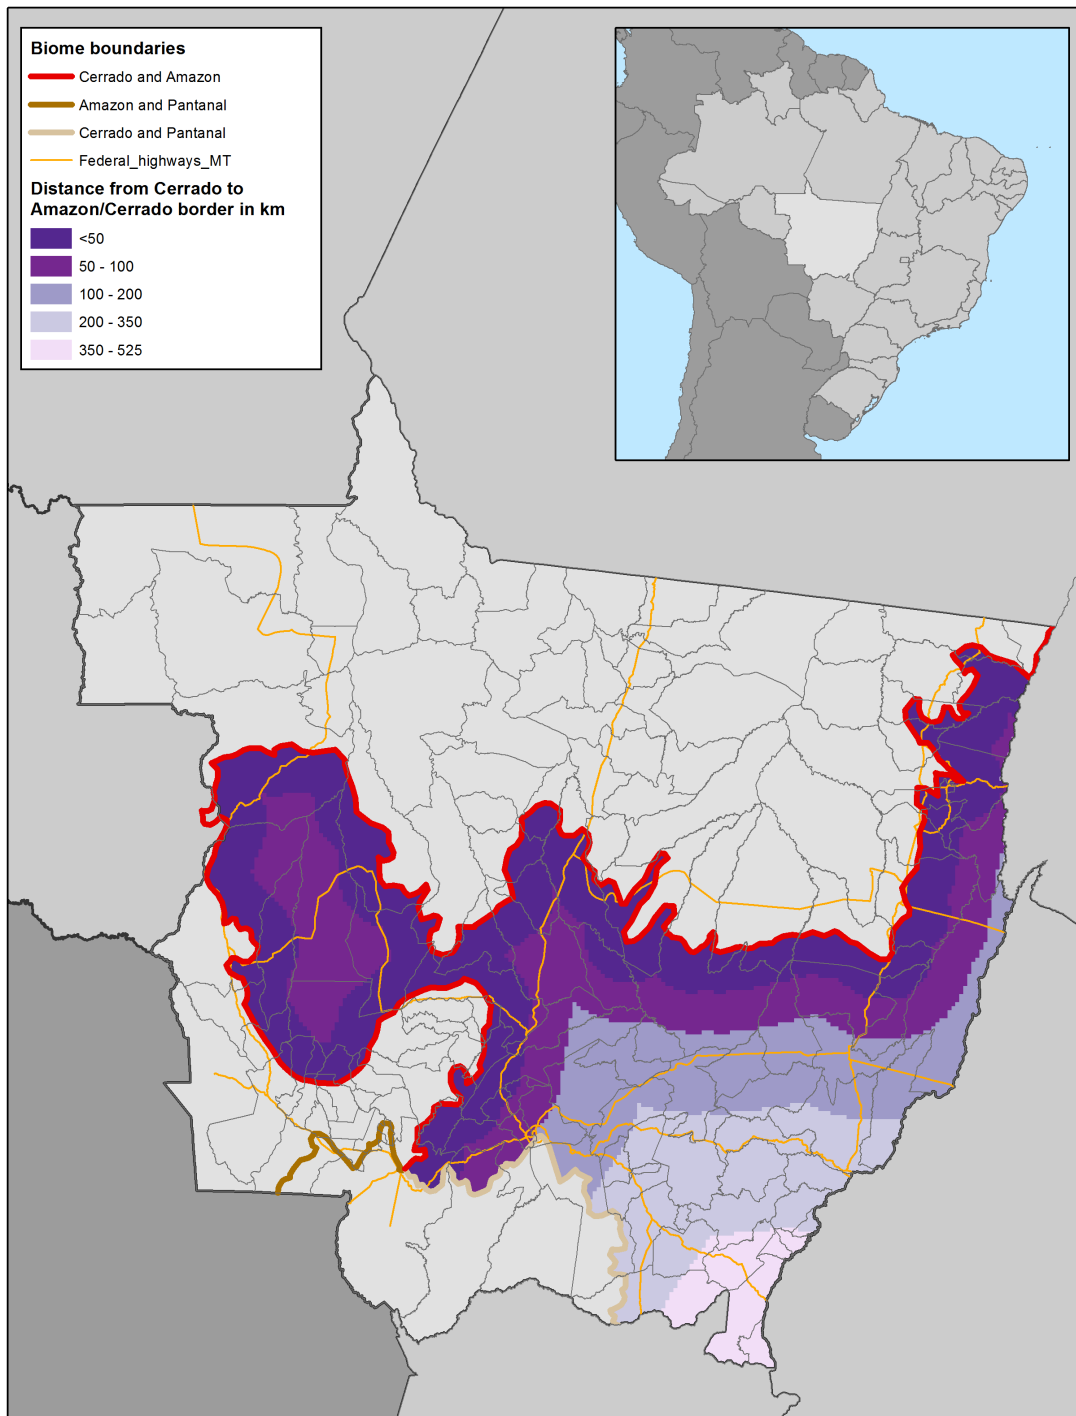 Biome boundaries
Cerrado and Amazon
Amazon and Pantanal
Cerrado and Pantanal
Federal_highways_MT
Distance from Cerrado to
Amazon/Cerrado border in km
<50
50 - 100
100 - 200
200 - 350
350 - 525